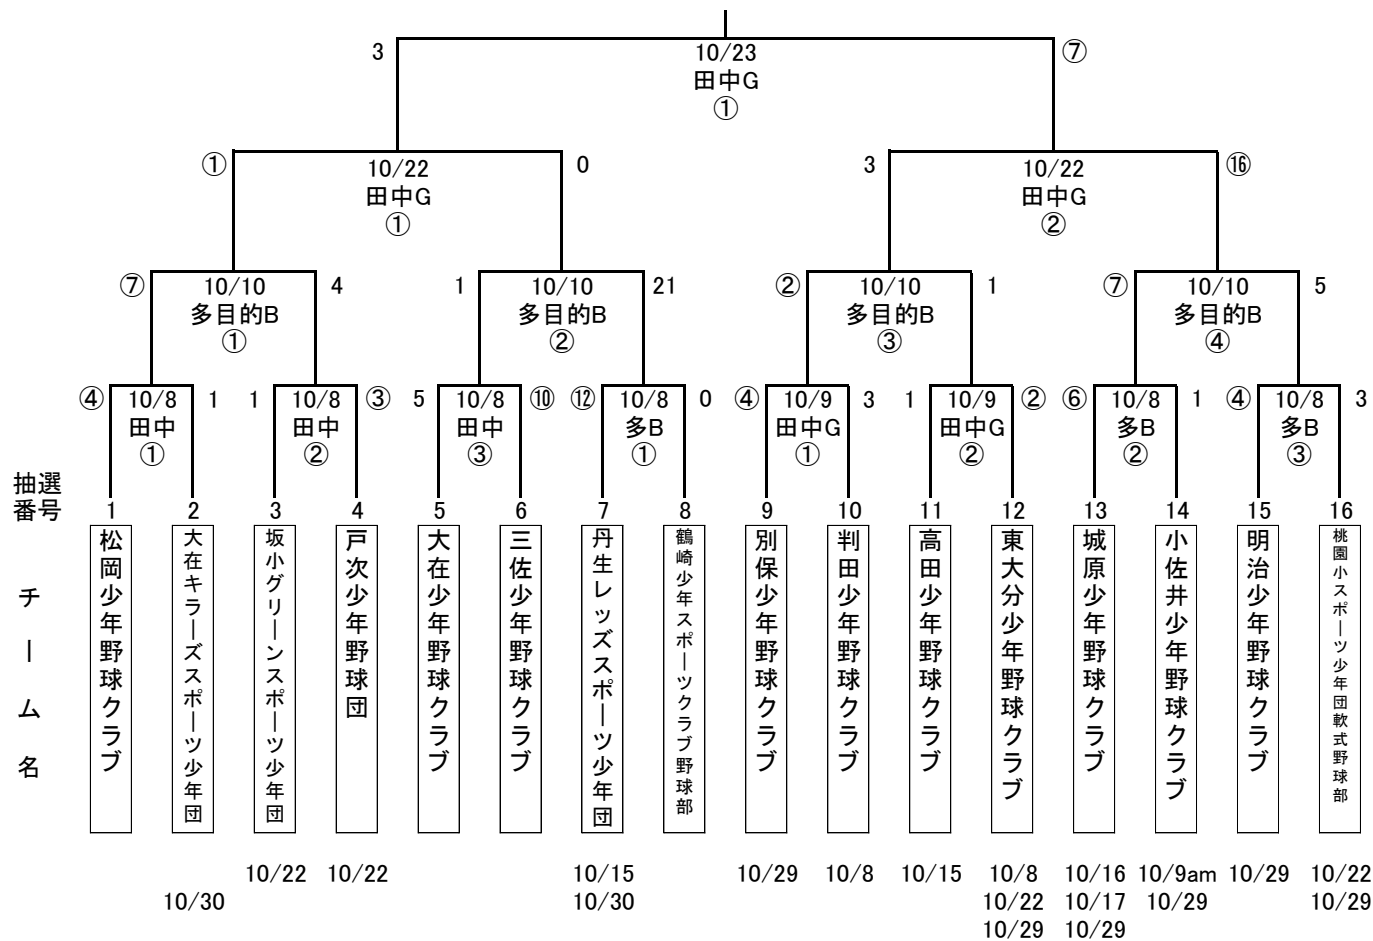 3 10/23 ⑦
田中G
①
① 10/22 0 3 10/22 ⑯
田中G 田中G
① ②
⑦ 10/10 4 1 10/10 21 ② 10/10 1 ⑦ 10/10 5
多目的B 多目的B 多目的B 多目的B
① ② ③ ④
④ 10/8 1 1 10/8 ③ 5 10/8 ⑩ ⑫ 10/8 0 ④ 10/9 3 1 10/9 ② ⑥ 10/8 1 ④ 10/8 3
田中 田中 田中 多B 田中G 田中G 多B 多B
① ② ③ ① ① ② ② ③
抽選
番号 1 2 3 4 5 6 7 8 9 10 11 12 13 14 15 16
チーム名
松岡少年野球クラブ
大在キラーズスポーツ少年団
坂小グリーンスポーツ少年団
戸次少年野球団
大在少年野球クラブ
三佐少年野球クラブ
丹生レッズスポーツ少年団
鶴崎少年スポーツクラブ野球部
別保少年野球クラブ
判田少年野球クラブ
高田少年野球クラブ
東大分少年野球クラブ
城原少年野球クラブ
小佐井少年野球クラブ
明治少年野球クラブ
桃園小スポーツ少年団軟式野球部
10/22 10/22 10/15 10/29 10/8 10/15 10/8 10/16 10/9am 10/29 10/22
10/30 10/30 10/22 10/17 10/29 10/29
10/29 10/29